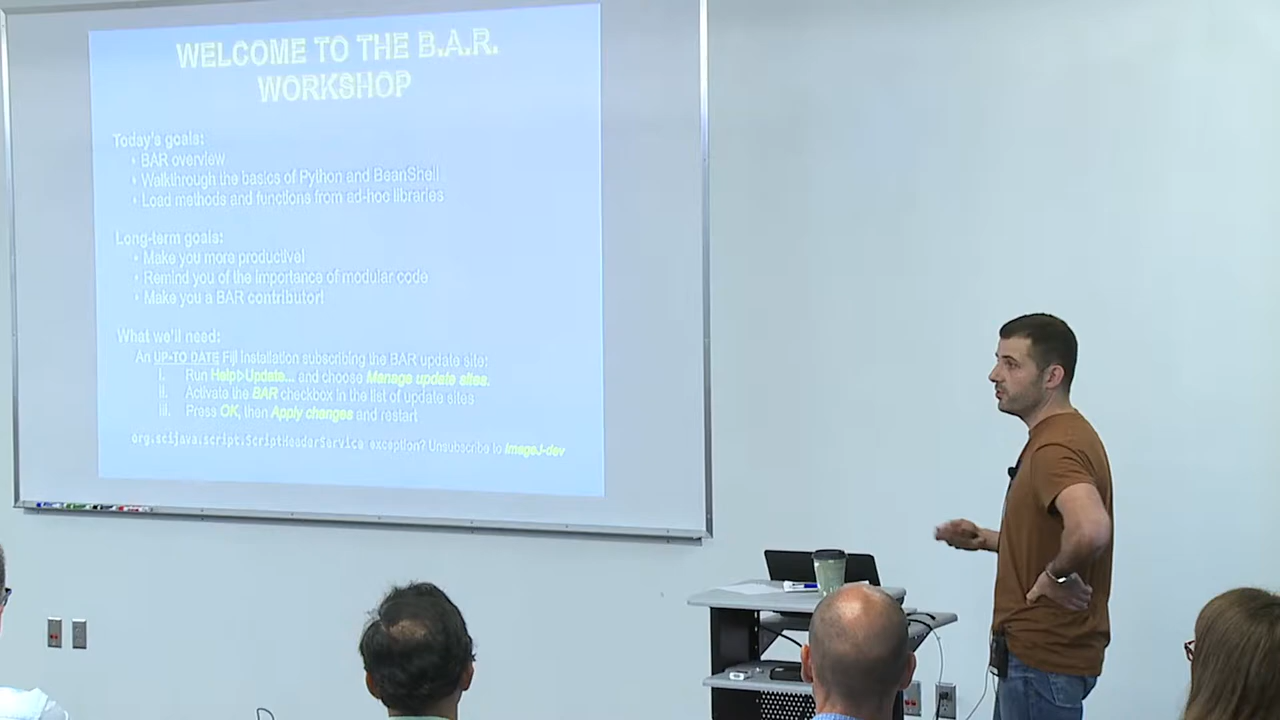 WELCOME TO THE B.A.R.
WORKSHOP
Today's goals:
• BAR overview
• Walkthrough the basics of Python and BeanShell
• Load methods and functions from ad-hoc libraries
Long-term goals:
• Make you more productive!
• Remind you of the importance of modular code
• Make you a BAR contributor!
What we'll need:
An UP-TO DATE Fiji installation subscribing the BAR update site:
i. Run Help▷Update... and choose Manage update sites.
ii. Activate the BAR checkbox in the list of update sites
iii. Press OK, then Apply changes and restart
org.scijava.script.ScriptHeaderService exception? Unsubscribe to ImageJ-dev